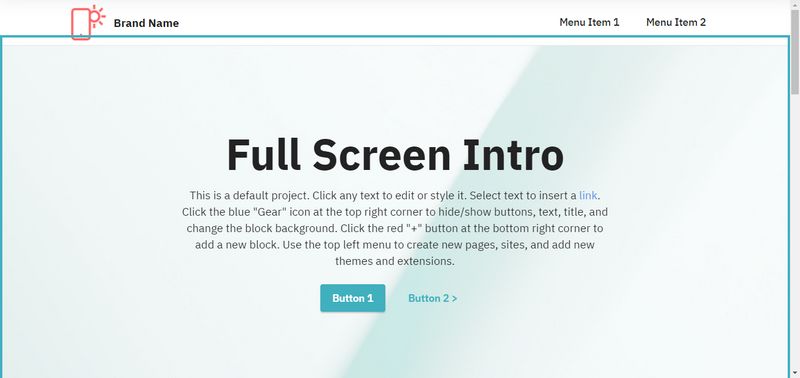 Brand Name
Menu Item 1
Menu Item 2
Full Screen Intro
This is a default project. Click any text to edit or style it. Select text to insert a link.
Click the blue "Gear" icon at the top right corner to hide/show buttons, text, title, and
change the block background. Click the red "+" button at the bottom right corner to
add a new block. Use the top left menu to create new pages, sites, and add new
themes and extensions.
Button 1
Button 2 >